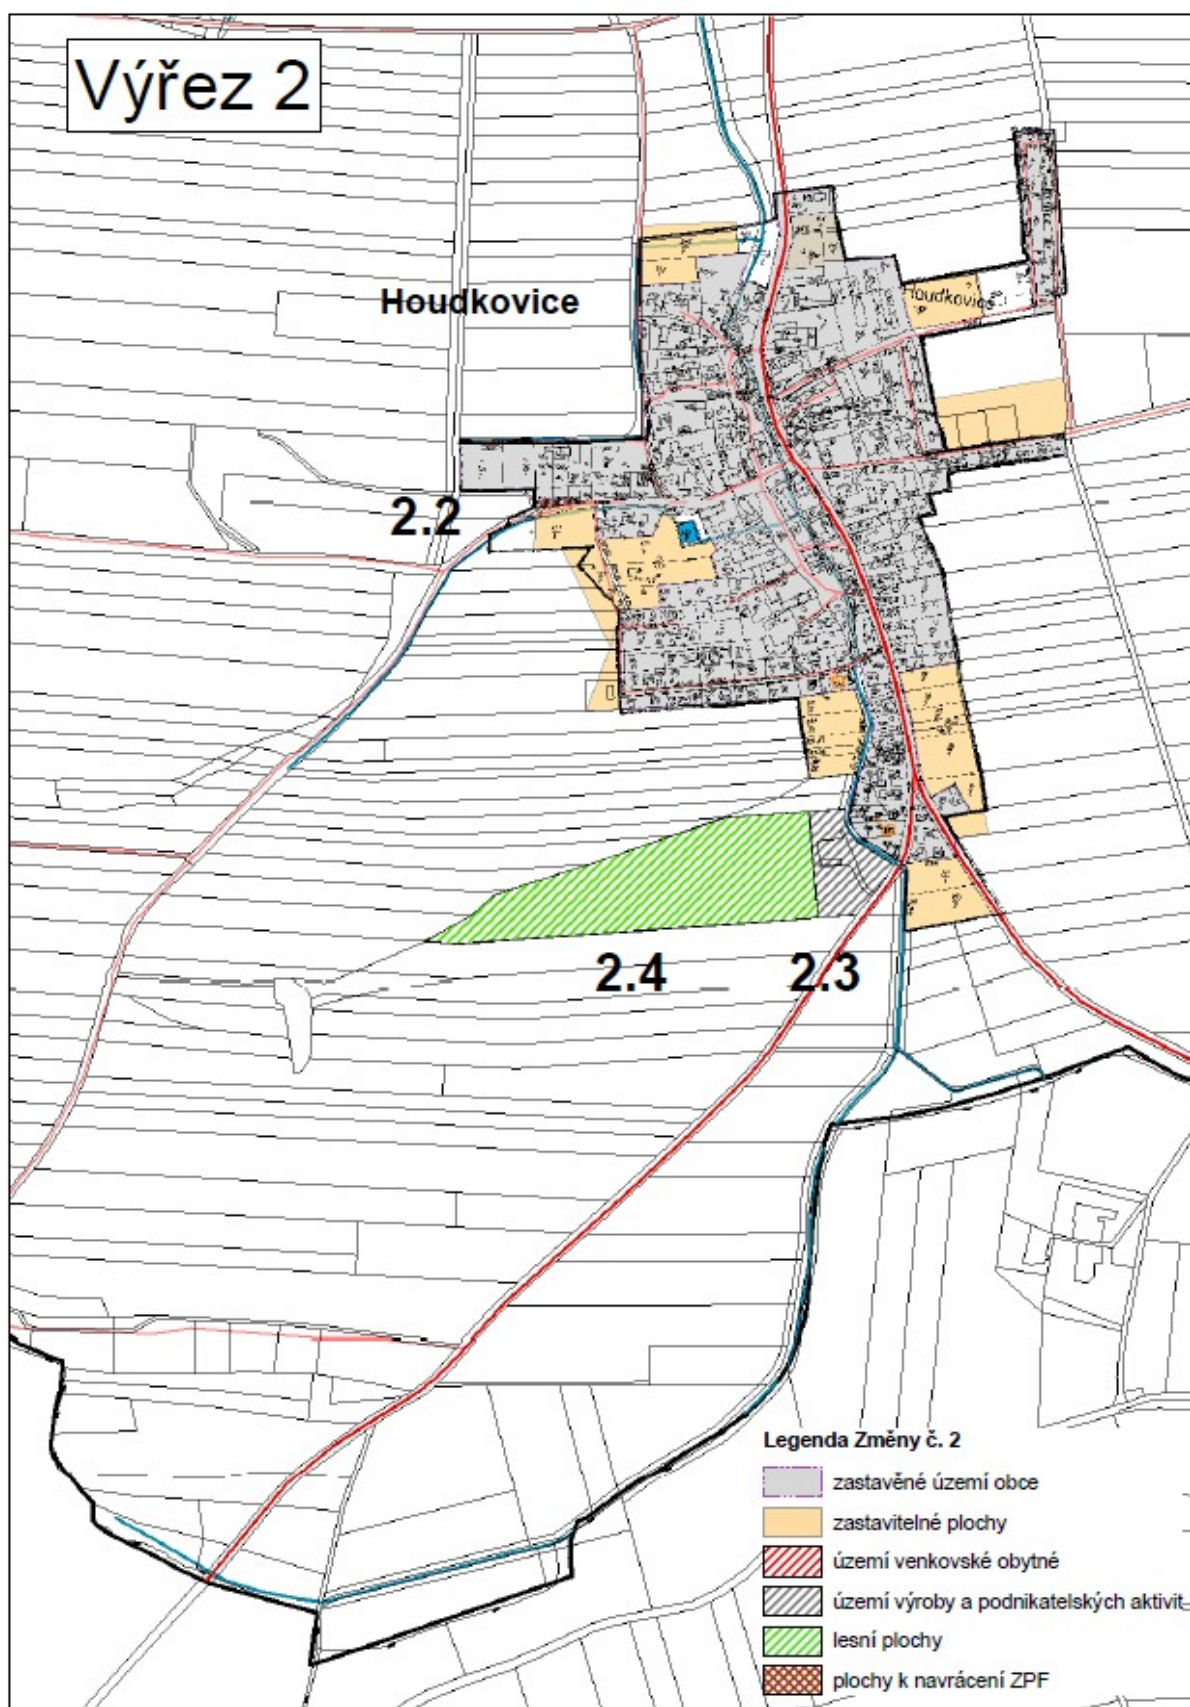 Výřez 2
Houdkovice
Houdkovice
2.2
2.4
2.3
Legenda Změny č. 2
zastavěné území obce
zastavitelné plochy
území venkovské obytné
území výroby a podnikatelských aktivit
lesní plochy
plochy k navrácení ZPF